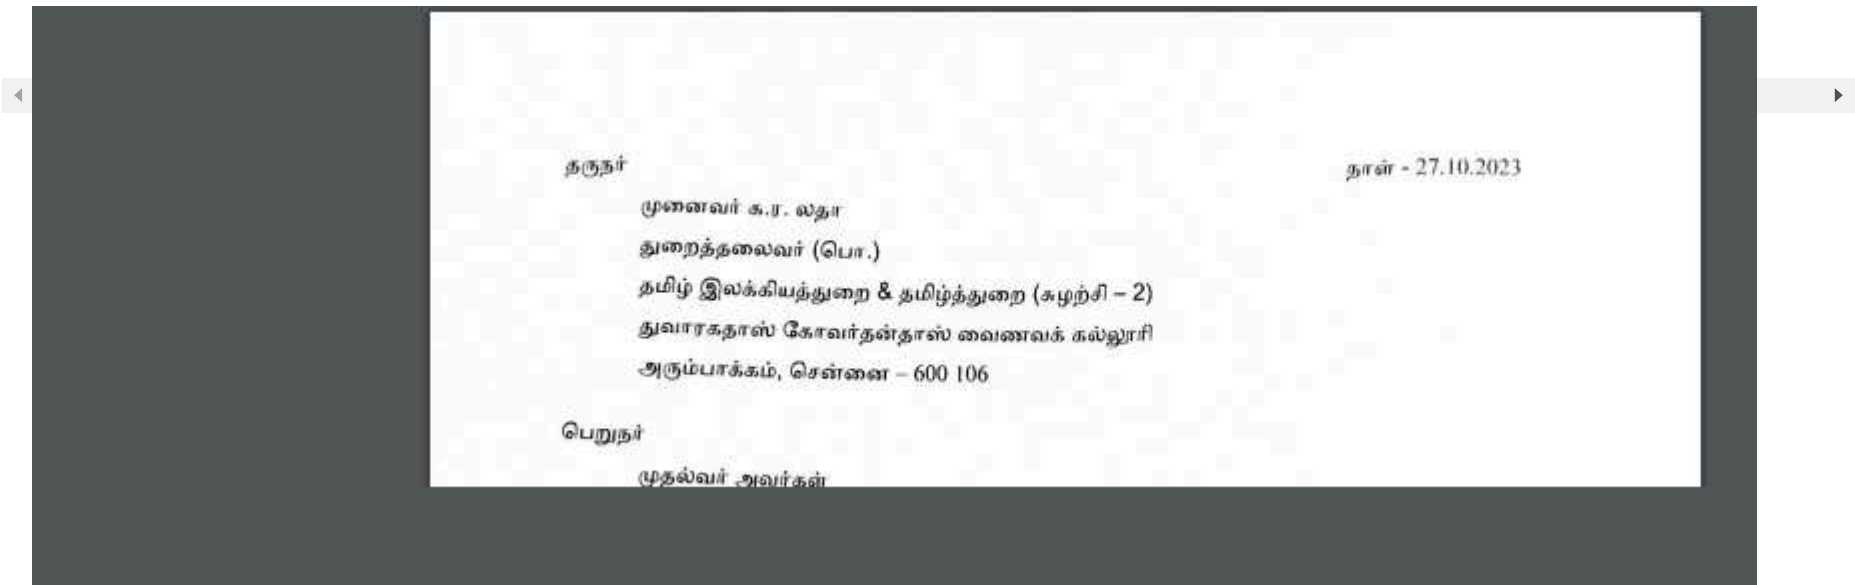 தருநர் நாள் - 27.10.2023
முனைவர் க.ர. லதா
துறைத்தலைவர் (பொ.)
தமிழ் இலக்கியத்துறை & தமிழ்த்துறை (சுழற்சி – 2)
துவாரகதாஸ் கோவர்தன்தாஸ் வைணவக் கல்லூரி
அரும்பாக்கம், சென்னை – 600 106
பெறுநர்
முதல்வர் அவர்கள்